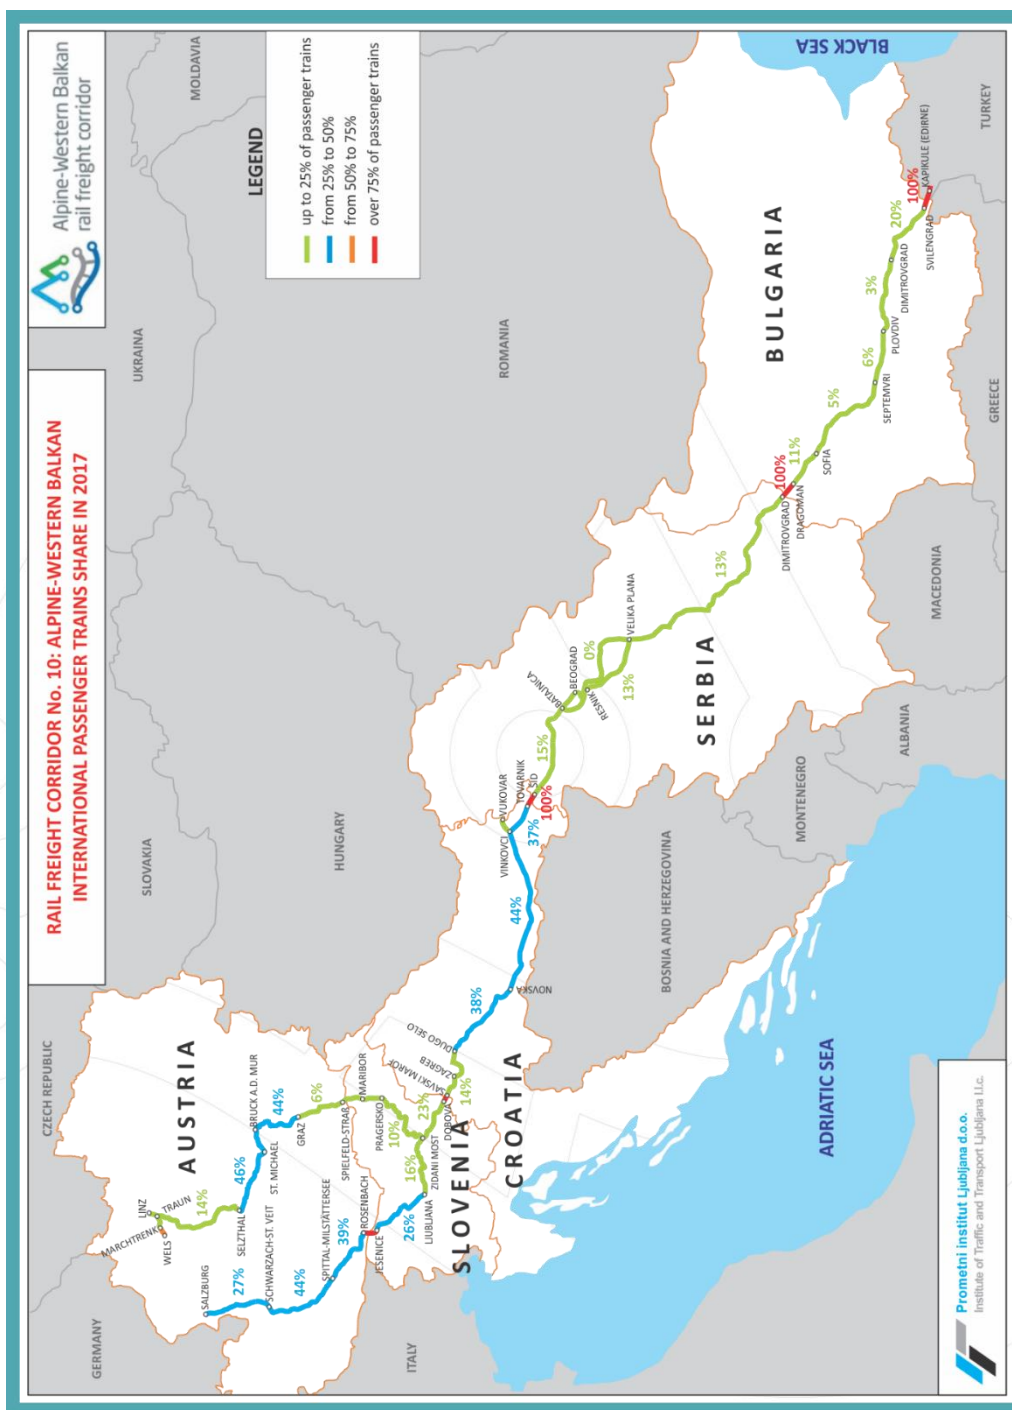 Alpine-Western Balkan
rail freight corridor
RAIL FREIGHT CORRIDOR No. 10: ALPINE-WESTERN BALKAN
INTERNATIONAL PASSENGER TRAINS SHARE IN 2017
LEGEND
up to 25% of passenger trains
from 25% to 50%
from 50% to 75%
over 75% of passenger trains
GERMANY
CZECH REPUBLIC
SLOVAKIA
UKRAINE
MOLDAVIA
HUNGARY
ROMANIA
ITALY
BOSNIA AND HERZEGOVINA
MONTENEGRO
ALBANIA
MACEDONIA
GREECE
TURKEY
BLACK SEA
ADRIATIC SEA
AUSTRIA
SLOVENIA
CROATIA
SERBIA
BULGARIA
LINZ
TRAUN
MARCHTRENK
WELS
14%
SELZTHAL
46%
ST. MICHAEL
BRUCK A.D. MUR
44%
GRAZ
6%
SPIELFELD-STRAß
MARIBOR
PRAGERSKO
10%
SALZBURG
27%
SCHWARZACH-ST. VEIT
44%
SPITTAL-MILSTÄTTERSEE
39%
ROSENBACH
JESENICE
26%
LJUBLJANA
16%
ZIDANI MOST
23%
DOBOVA
SAVSKI MAROF
14%
ZAGREB
DUGO SELO
38%
NOVSKA
44%
VINKOVCI
VUKOVAR
37%
TOVARNIK
100%
ŠID
15%
BATAJNICA
BEOGRAD
RESNIK
0%
13%
VELIKA PLANA
13%
DIMITROVGRAD
100%
DRAGOMAN
11%
SOFIA
5%
SEPTEMVRI
6%
PLOVDIV
3%
DIMITROVGRAD
20%
SVILENGRAD
100%
KAPIKULE (EDIRNE)
Prometni institut Ljubljana d.o.o.
Institute of Traffic and Transport Ljubljana l.l.c.